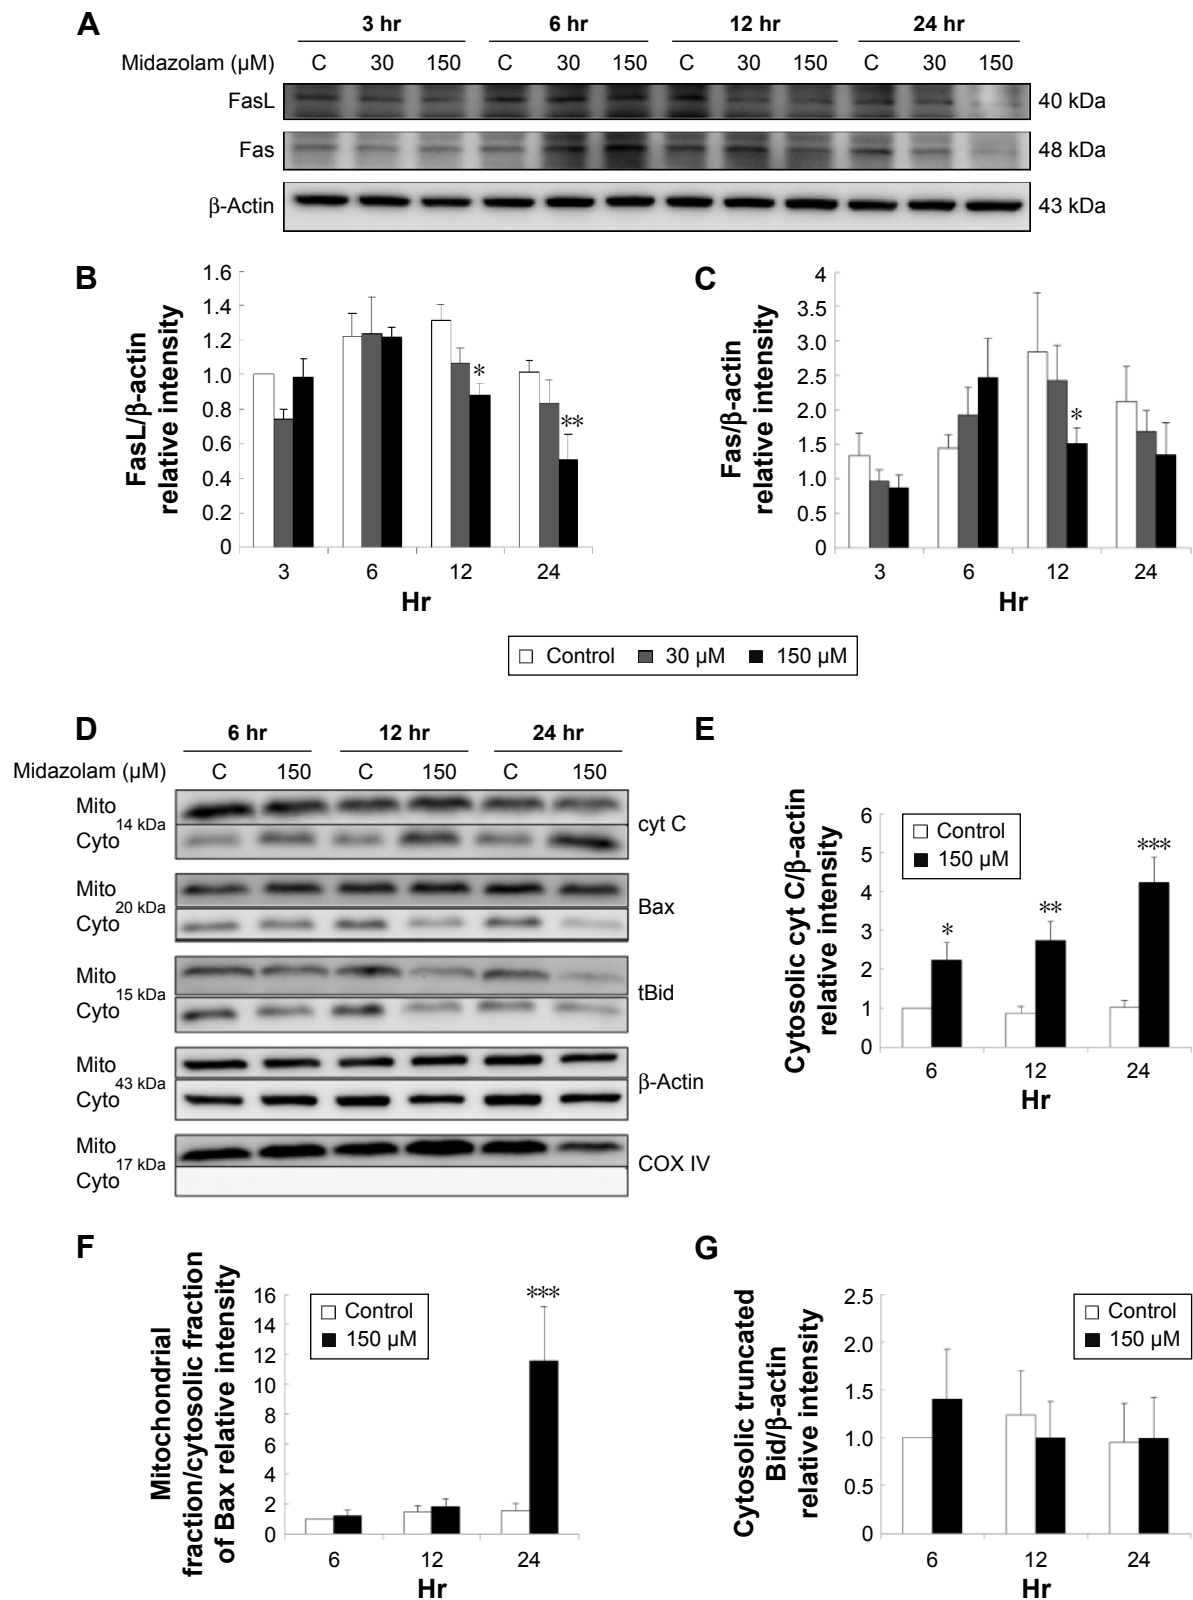 A
3 hr 6 hr 12 hr 24 hr
Midazolam (µM) C 30 150 C 30 150 C 30 150 C 30 150
FasL 40 kDa
Fas 48 kDa
β-Actin 43 kDa
B
FasL/β-actin
relative intensity
1.6
1.4
1.2
1.0
0.8
0.6
0.4
0.2
0
*
**
3 6 12 24
Hr
C
Fas/β-actin
relative intensity
4
3.5
3.0
2.5
2.0
1.5
1.0
0.5
0
*
3 6 12 24
Hr
Control 30 µM 150 µM
D
6 hr 12 hr 24 hr
Midazolam (µM) C 150 C 150 C 150
Mito
14 kDa
Cyto
cyt C
Mito
20 kDa
Cyto
Bax
Mito
15 kDa
Cyto
tBid
Mito
43 kDa
Cyto
β-Actin
Mito
17 kDa
Cyto
COX IV
E
Cytosolic cyt C/β-actin
relative intensity
6
5
4
3
2
1
0
Control
150 µM
*
**
***
6 12 24
Hr
F
Mitochondrial
fraction/cytosolic fraction
of Bax relative intensity
16
14
12
10
8
6
4
2
0
Control
150 µM
***
6 12 24
Hr
G
Cytosolic truncated
Bid/β-actin
relative intensity
2.5
2.0
1.5
1.0
0.5
0
Control
150 µM
6 12 24
Hr